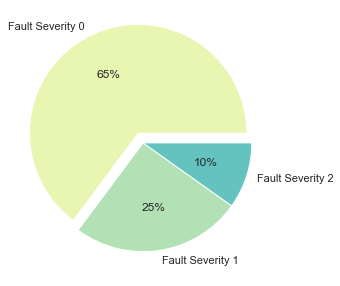 Fault Severity 0
65%
10%
Fault Severity 2
25%
Fault Severity 1